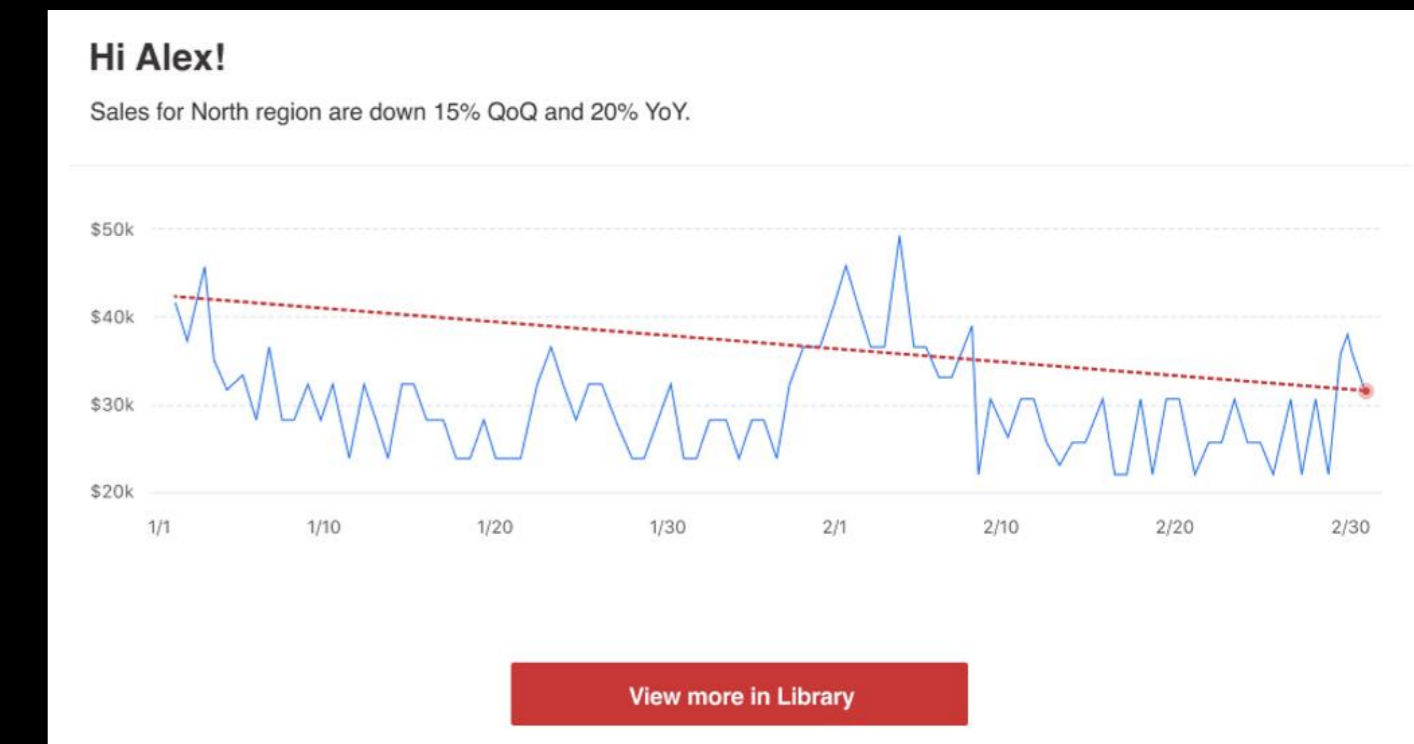 Hi Alex!
Sales for North region are down 15% QoQ and 20% YoY.
$50k
$40k
$30k
$20k
1/1 1/10 1/20 1/30 2/1 2/10 2/20 2/30
View more in Library